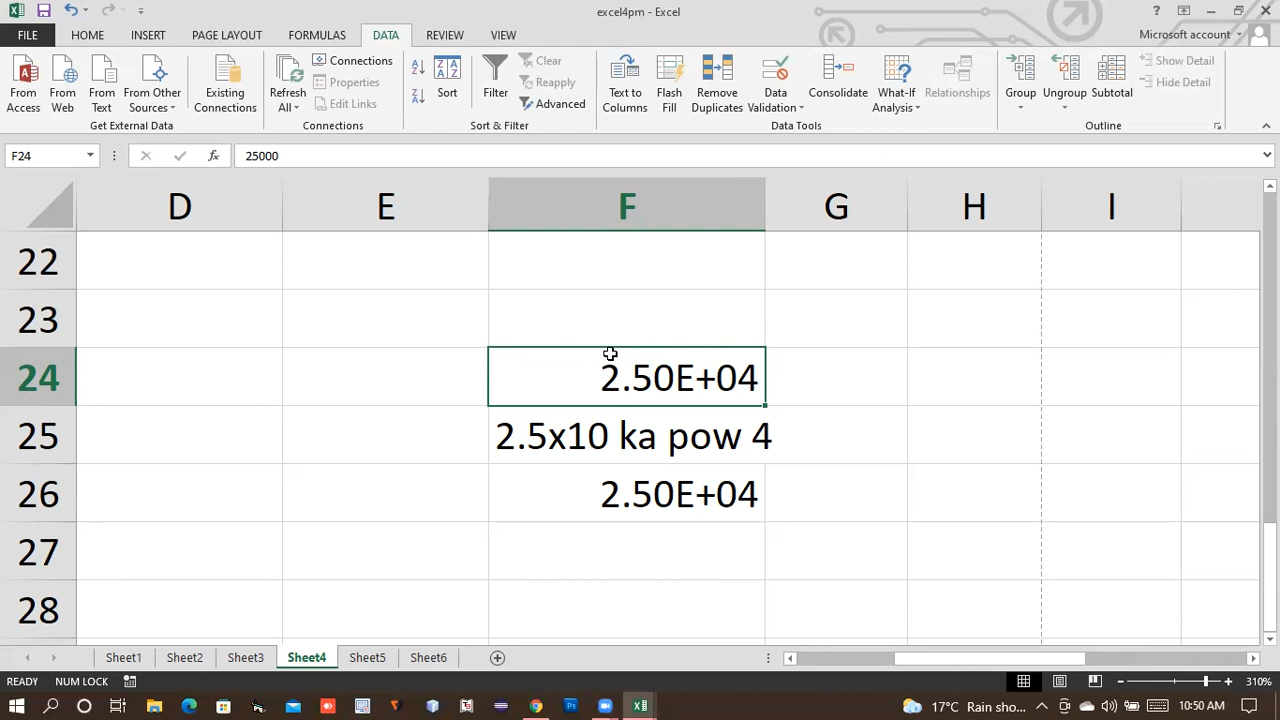 excel4pm - Excel
FILE HOME INSERT PAGE LAYOUT FORMULAS DATA REVIEW VIEW Microsoft account
From Access
From Web
From Text
From Other Sources
Existing Connections
Get External Data
Refresh All
Connections
Properties
Edit Links
Connections
Sort
Filter
Clear
Reapply
Advanced
Sort & Filter
Text to Columns
Flash Fill
Remove Duplicates
Data Validation
Consolidate
What-If Analysis
Relationships
Data Tools
Group
Ungroup
Subtotal
Show Detail
Hide Detail
Outline
F24 fx 25000
D E F G H I
22
23
24 2.50E+04
25 2.5x10 ka pow 4
26 2.50E+04
27
28
Sheet1 Sheet2 Sheet3 Sheet4 Sheet5 Sheet6
READY NUM LOCK 310%
17°C Rain sho... 10:50 AM